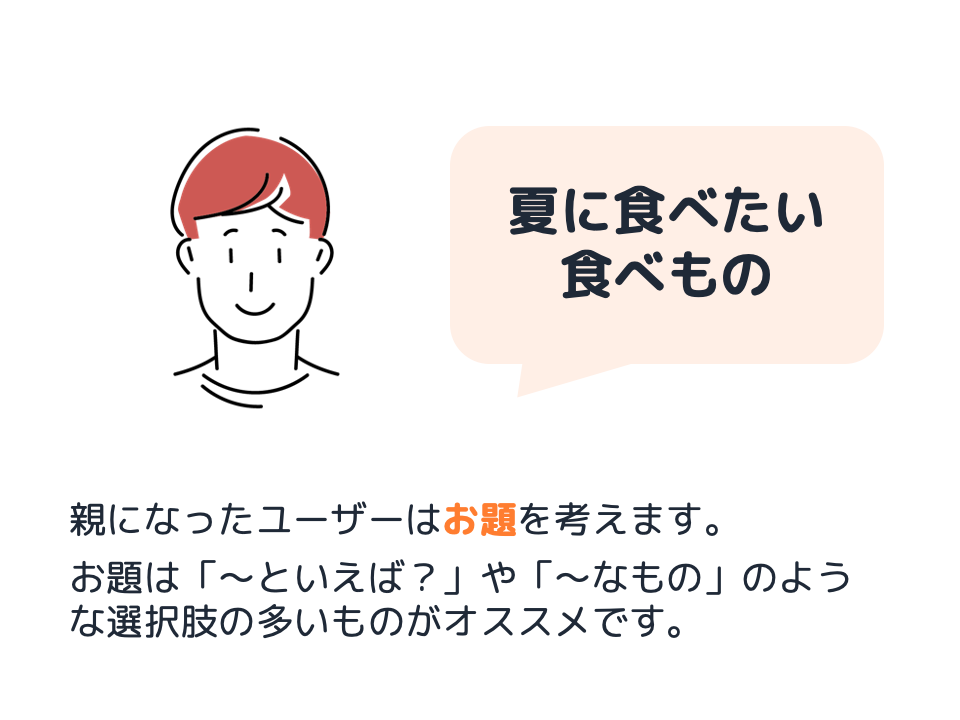 夏に食べたい
食べもの
親になったユーザーはお題を考えます。
お題は「〜といえば？」や「〜なもの」のよう
な選択肢の多いものがオススメです。